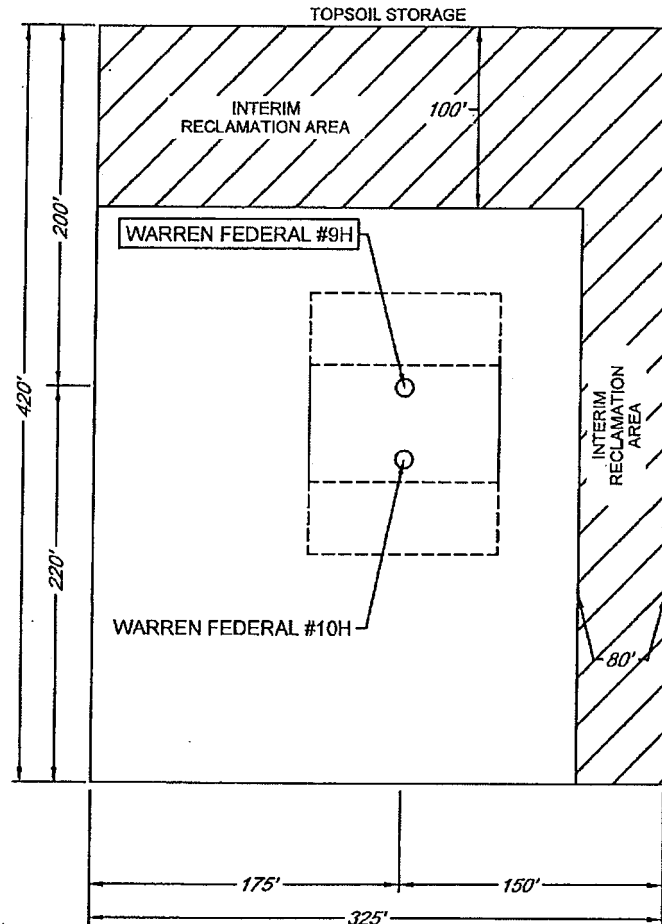 TOPSOIL STORAGE
INTERIM
RECLAMATION AREA
100'
200'
WARREN FEDERAL #9H
420'
INTERIM
RECLAMATION
AREA
220'
WARREN FEDERAL #10H
80'
175'
150'
325'